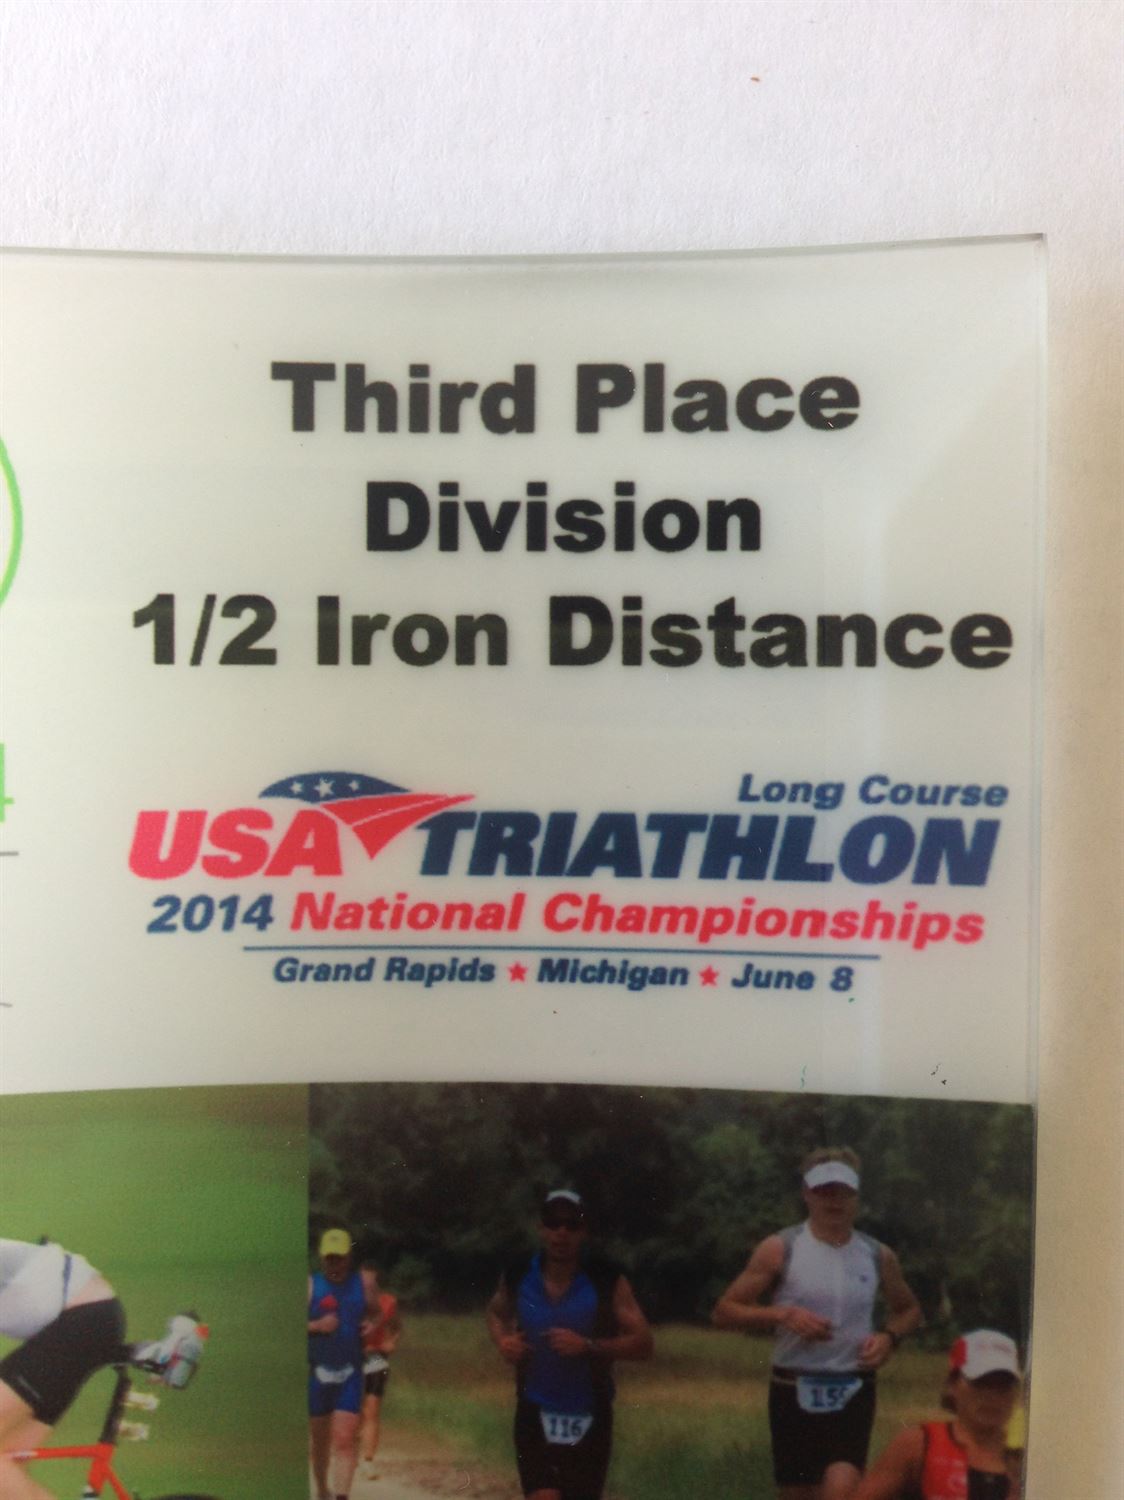 Third Place
Division
1/2 Iron Distance
Long Course
USA TRIATHLON
2014 National Championships
Grand Rapids ★ Michigan ★ June 8
116